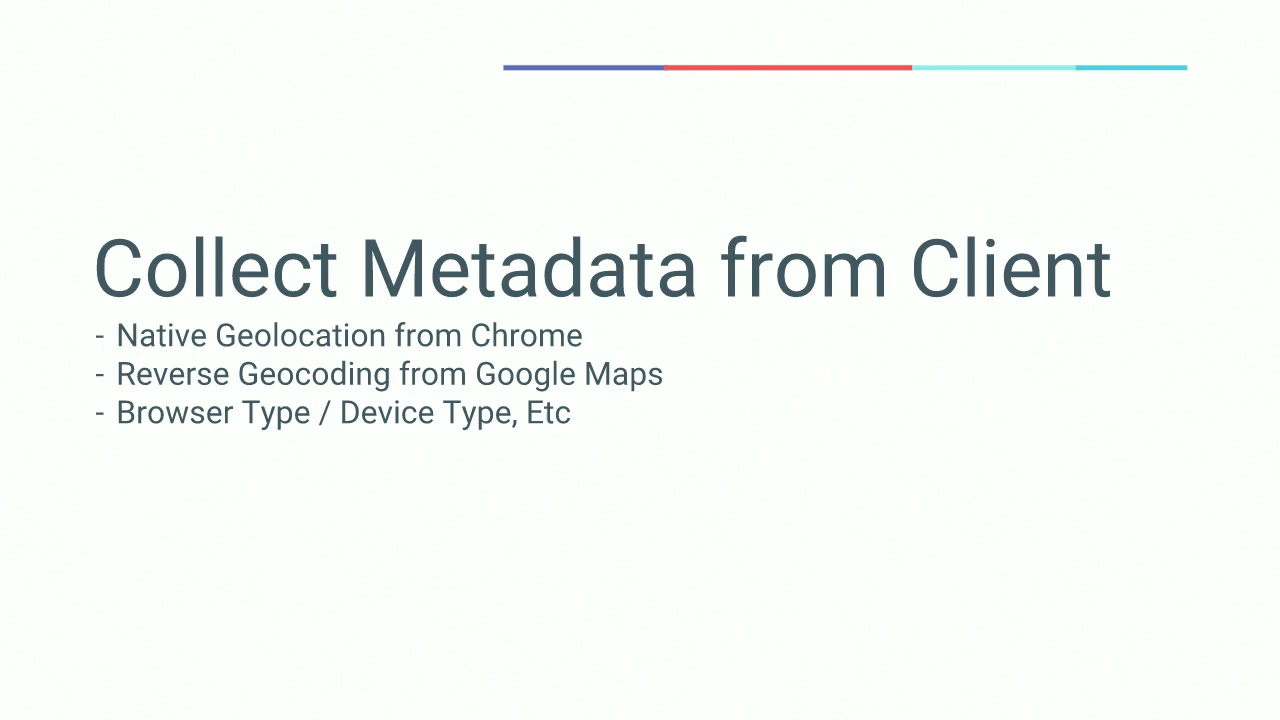 Collect Metadata from Client
- Native Geolocation from Chrome
- Reverse Geocoding from Google Maps
- Browser Type / Device Type, Etc